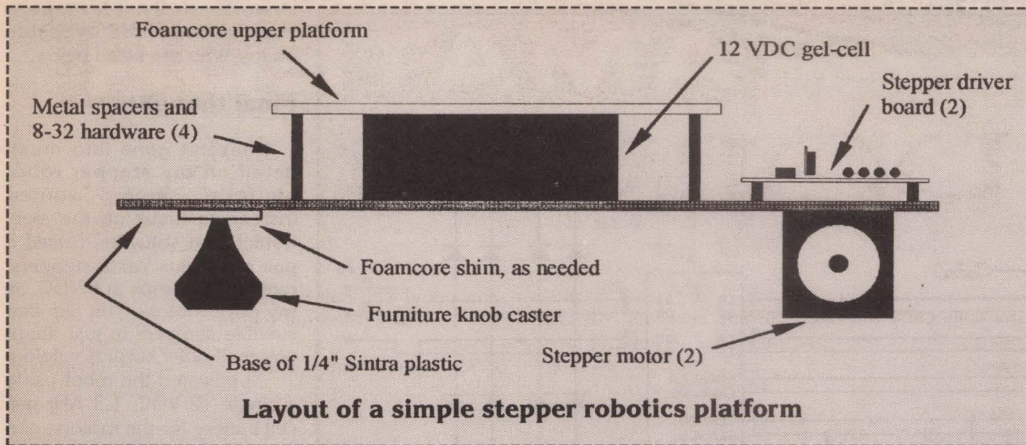 Foamcore upper platform
12 VDC gel-cell
Stepper driver
board (2)
Metal spacers and
8-32 hardware (4)
Foamcore shim, as needed
Furniture knob caster
Stepper motor (2)
Base of 1/4" Sintra plastic
Layout of a simple stepper robotics platform